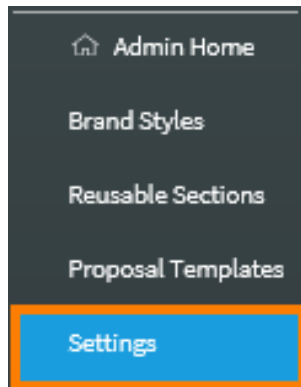 Admin Home
Brand Styles
Reusable Sections
Proposal Templates
Settings